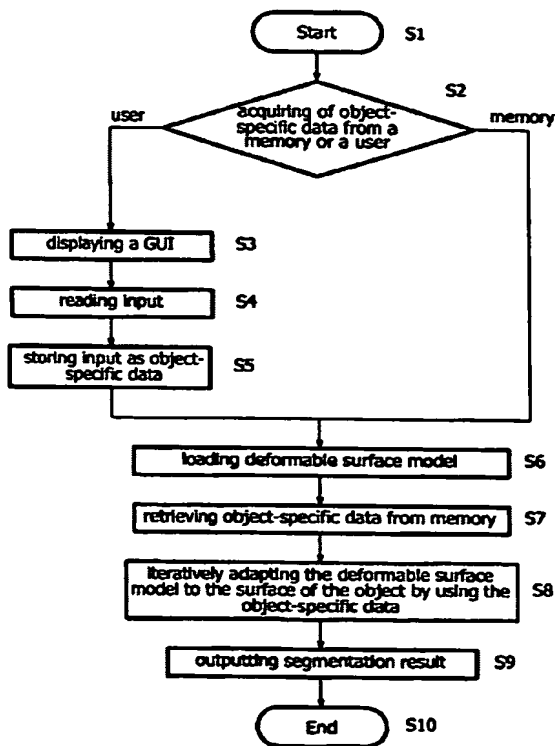 Start S1
S2
user
acquiring of object-
specific data from a
memory or a user
memory
displaying a GUI S3
reading input S4
storing input as object-
specific data
S5
loading deformable surface model S6
retrieving object-specific data from memory S7
iteratively adapting the deformable surface
model to the surface of the object by using the
object-specific data
S8
outputting segmentation result S9
End S10